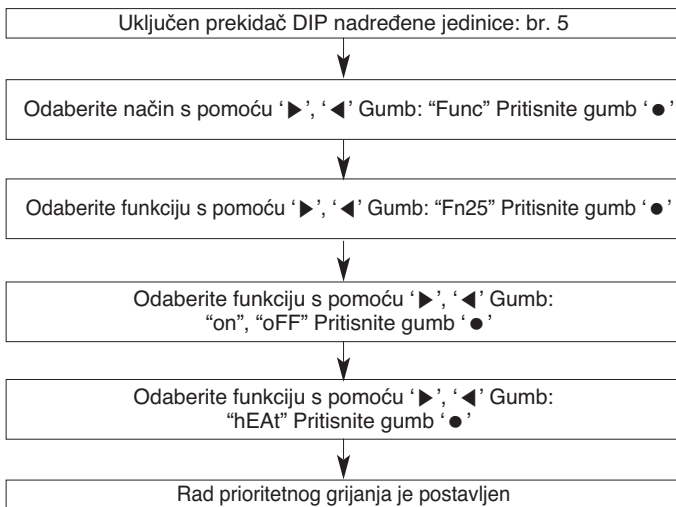 Uključen prekidač DIP nadređene jedinice: br. 5
Odaberite način s pomoću ‘▶’, ‘◀’ Gumb: “Func” Pritisnite gumb ‘●’
Odaberite funkciju s pomoću ‘▶’, ‘◀’ Gumb: “Fn25” Pritisnite gumb ‘●’
Odaberite funkciju s pomoću ‘▶’, ‘◀’ Gumb:
“on”, “oFF” Pritisnite gumb ‘●’
Odaberite funkciju s pomoću ‘▶’, ‘◀’ Gumb:
“hEAt” Pritisnite gumb ‘●’
Rad prioritetnog grijanja je postavljen